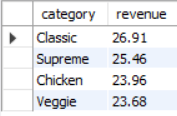 category revenue
Classic 26.91
Supreme 25.46
Chicken 23.96
Veggie 23.68